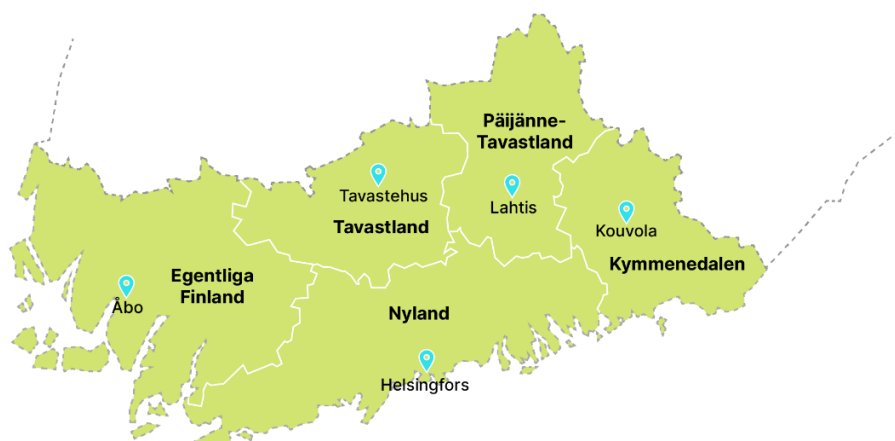 Päijänne-
Tavastland
Tavastehus
Lahtis
Tavastland
Kouvola
Kymmenedalen
Egentliga
Finland
Åbo
Nyland
Helsingfors